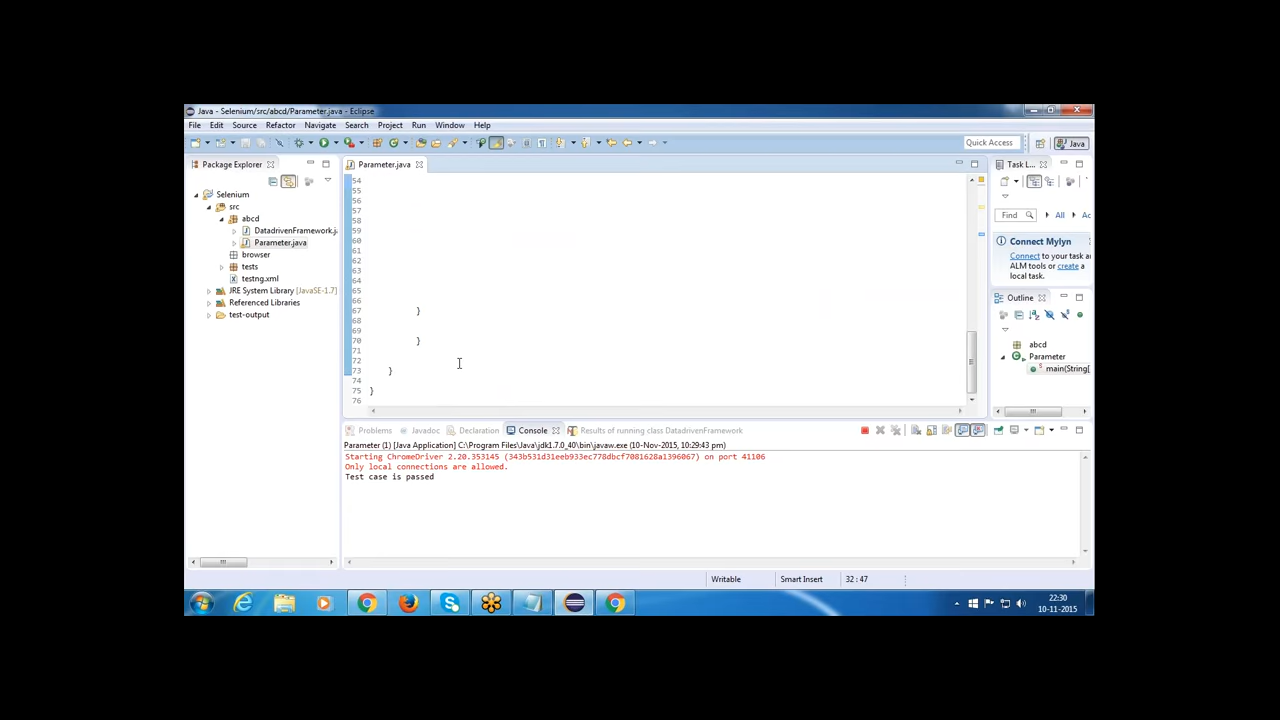 Java - Selenium/src/abcd/Parameter.java - Eclipse
File Edit Source Refactor Navigate Search Project Run Window Help
Quick Access
Java
Package Explorer
Parameter.java
Task L...
Selenium
src
abcd
DatadrivenFramework.j
Parameter.java
browser
tests
testng.xml
JRE System Library [JavaSE-1.7]
Referenced Libraries
test-output
54
55
56
57
58
59
60
61
62
63
64
65
66
67 }
68
69
70 }
71
72
73 }
74
75 }
76
Find All Ac
Connect Mylyn
Connect to your task an
ALM tools or create a
local task.
Outline
abcd
Parameter
main(String[
Problems Javadoc Declaration Console Results of running class DatadrivenFramework
Parameter (1) [Java Application] C:\Program Files\Java\jdk1.7.0_40\bin\javaw.exe (10-Nov-2015, 10:29:43 pm)
Starting ChromeDriver 2.20.353145 (343b531d31eeb933ec778dbcf7081628a1396067) on port 41106
Only local connections are allowed.
Test case is passed
Writable Smart Insert 32 : 47
22:30
10-11-2015